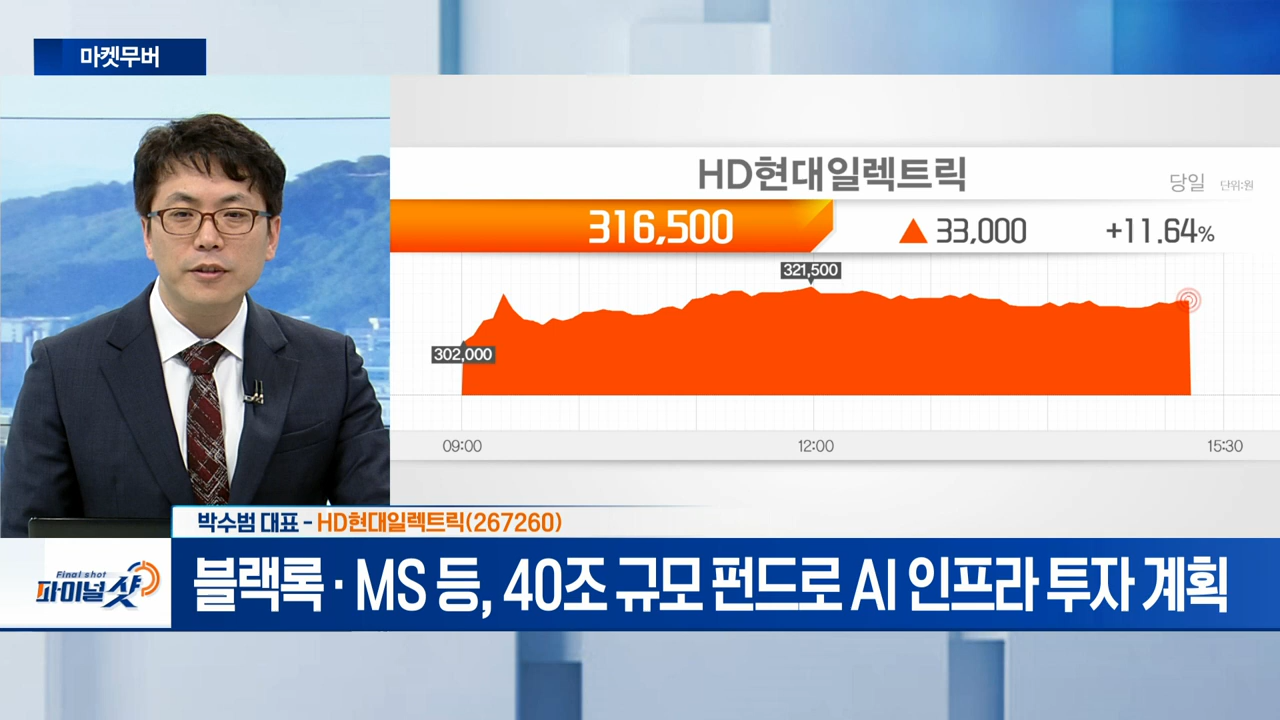 마켓무버
HD현대일렉트릭
당일 단위:원
316,500 ▲ 33,000 +11.64%
321,500
302,000
09:00 12:00 15:30
박수범 대표 - HD현대일렉트릭(267260)
Final shot
파이널샷
블랙록·MS 등, 40조 규모 펀드로 AI 인프라 투자 계획